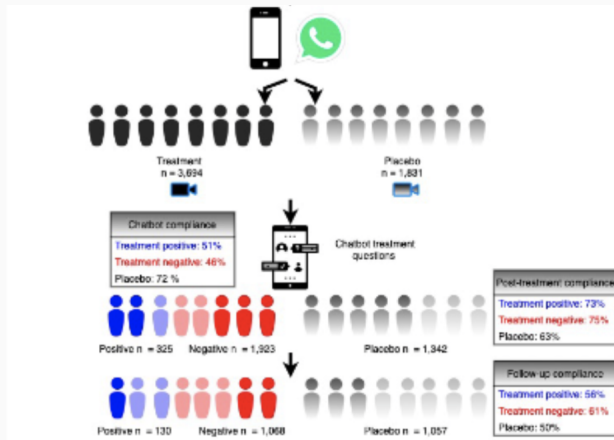 Treatment
n = 3,694
Placebo
n = 1,831
Chatbot compliance
Treatment positive: 51%
Treatment negative: 46%
Placebo: 72 %
Chatbot treatment
questions
Post-treatment compliance
Treatment positive: 73%
Treatment negative: 75%
Placebo: 63%
Positive n = 325
Negative n = 1,923
Placebo n = 1,342
Follow-up compliance
Treatment positive: 56%
Treatment negative: 61%
Placebo: 50%
Positive n = 130
Negative n = 1,068
Placebo n = 1,057